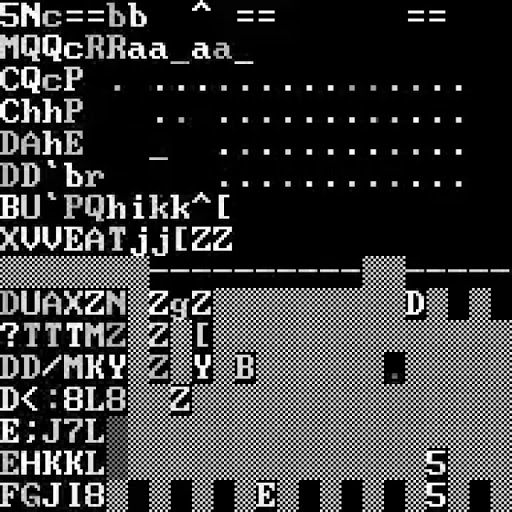 5Nc==bb ^ == ==
MQQcRRaa_aa_
CQcP . . . . . . . . . . . . . . . .
ChhP . . . . . . . . . . . . . .
DAhE _ . . . . . . . . . . . .
DD`br . . . . . . . . . . . .
BU`PQhikk^[
XVVEATjj[ZZ
-----------------
DUAXZN ZgZ D
?TTTMZ Z [
DD/MKY Z Y B .
D<:8L8 Z
E;J7L
EHKKL 5
FGJI8 E 5